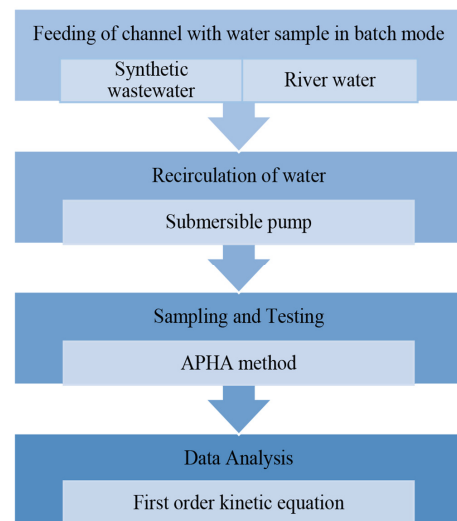 Feeding of channel with water sample in batch mode
Synthetic
wastewater
River water
Recirculation of water
Submersible pump
Sampling and Testing
APHA method
Data Analysis
First order kinetic equation